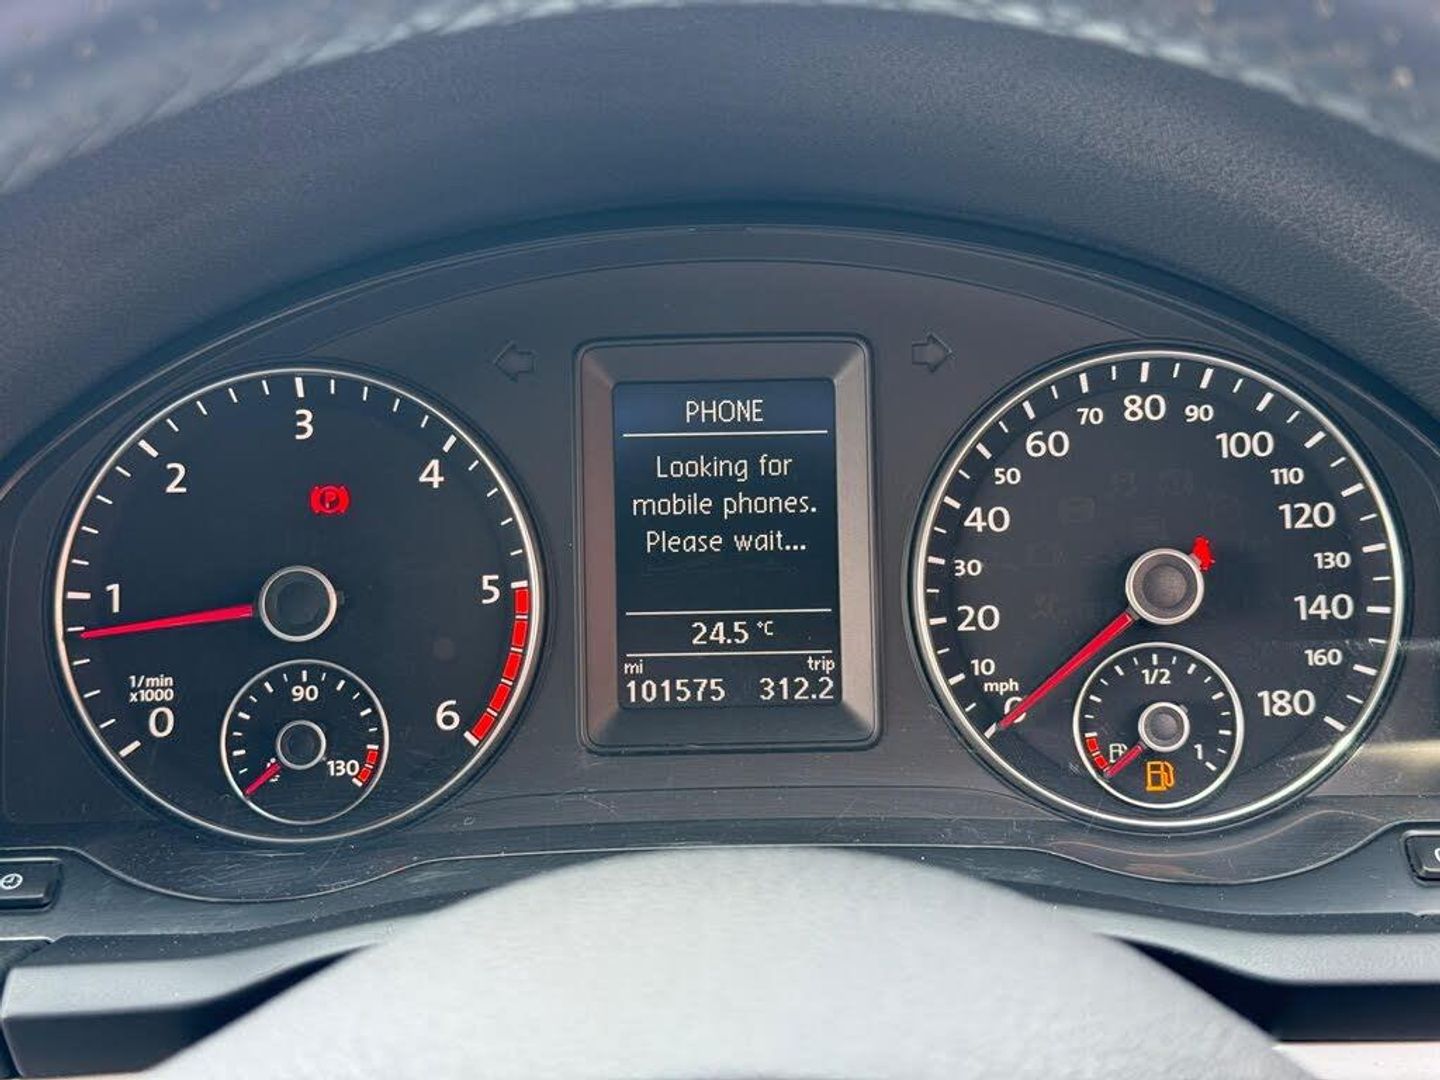 PHONE
Looking for
mobile phones.
Please wait...
24.5 °C
mi trip
101575 312.2
0 1 2 3 4 5 6
1/min
x1000
90
130
P
0 10 20 30 40 50 60 70 80 90 100 110 120 130 140 160 180
mph
1/2
1